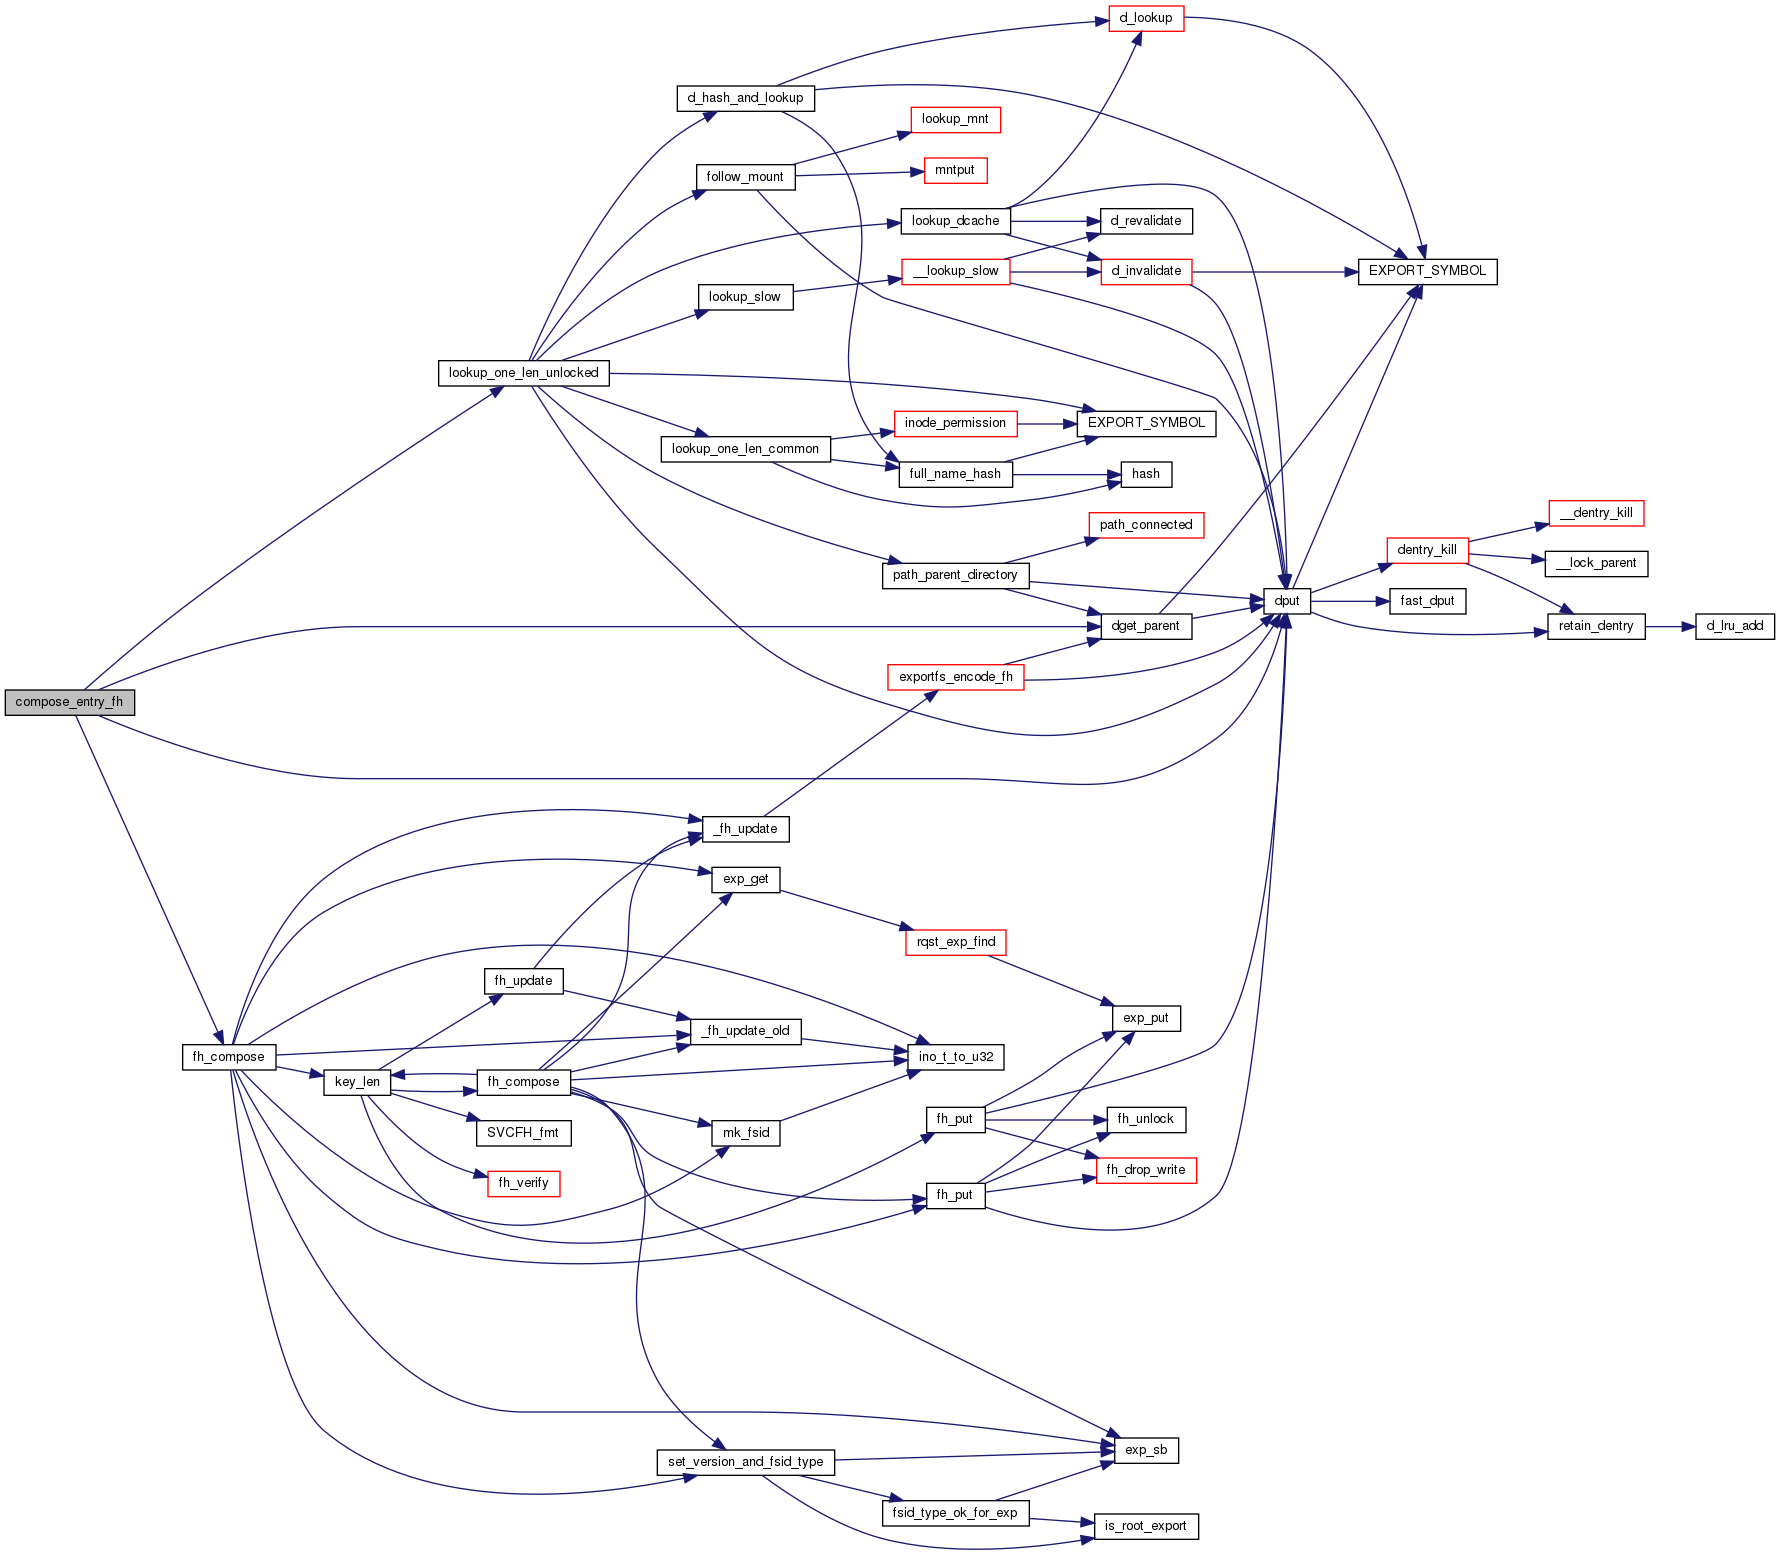 d_lookup
d_hash_and_lookup
lookup_mnt
follow_mount
mntput
lookup_dcache
d_revalidate
__lookup_slow
d_invalidate
EXPORT_SYMBOL
lookup_slow
lookup_one_len_unlocked
inode_permission
EXPORT_SYMBOL
lookup_one_len_common
full_name_hash
hash
path_connected
__dentry_kill
dentry_kill
__lock_parent
path_parent_directory
dput
fast_dput
dget_parent
retain_dentry
d_lru_add
exportfs_encode_fh
compose_entry_fh
_fh_update
exp_get
rqst_exp_find
fh_update
exp_put
_fh_update_old
fh_compose
ino_t_to_u32
key_len
fh_compose
fh_put
fh_unlock
SVCFH_fmt
mk_fsid
fh_drop_write
fh_verify
fh_put
exp_sb
set_version_and_fsid_type
fsid_type_ok_for_exp
is_root_export